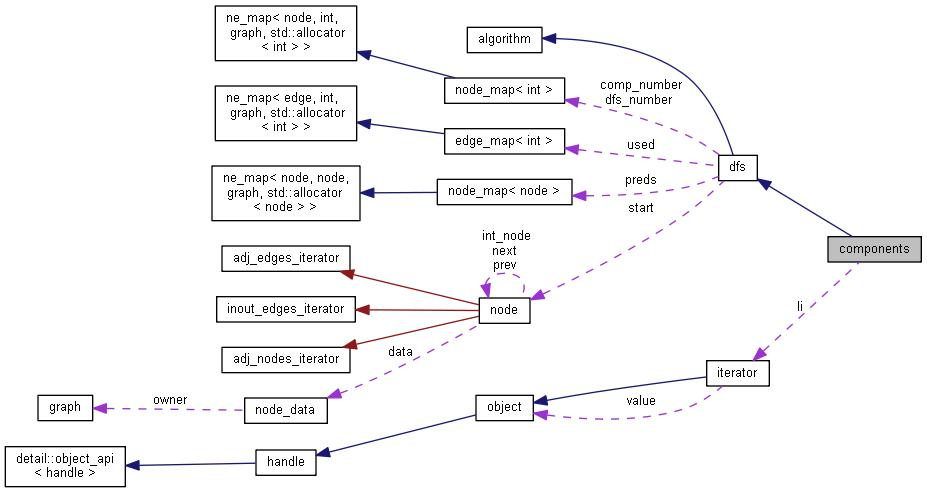 ne_map< node, int,
graph, std::allocator
< int > >
algorithm
node_map< int >
comp_number
dfs_number
ne_map< edge, int,
graph, std::allocator
< int > >
edge_map< int >
used
dfs
ne_map< node, node,
graph, std::allocator
< node > >
node_map< node >
preds
start
components
int_node
next
prev
adj_edges_iterator
inout_edges_iterator
node
li
adj_nodes_iterator
data
iterator
graph
owner
node_data
object
value
detail::object_api
< handle >
handle